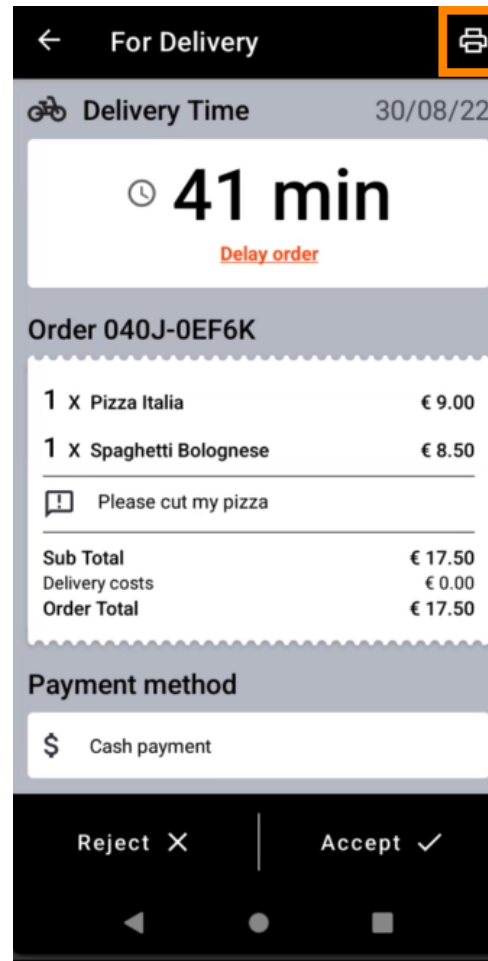 For Delivery
Delivery Time 30/08/22
41 min
Delay order
Order 040J-0EF6K
1 x Pizza Italia € 9.00
1 x Spaghetti Bolognese € 8.50
Please cut my pizza
Sub Total € 17.50
Delivery costs € 0.00
Order Total € 17.50
Payment method
$ Cash payment
Reject Accept